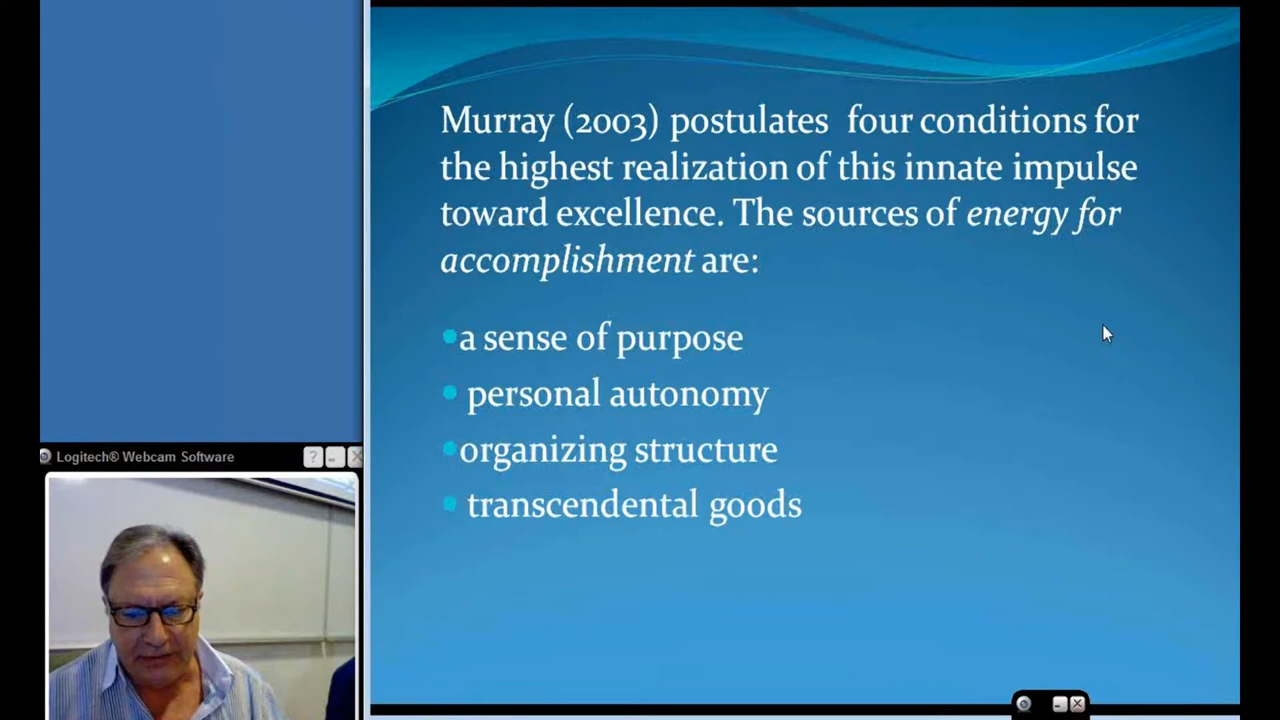 Murray (2003) postulates four conditions for
the highest realization of this innate impulse
toward excellence. The sources of energy for
accomplishment are:
•a sense of purpose
• personal autonomy
•organizing structure
• transcendental goods
Logitech® Webcam Software